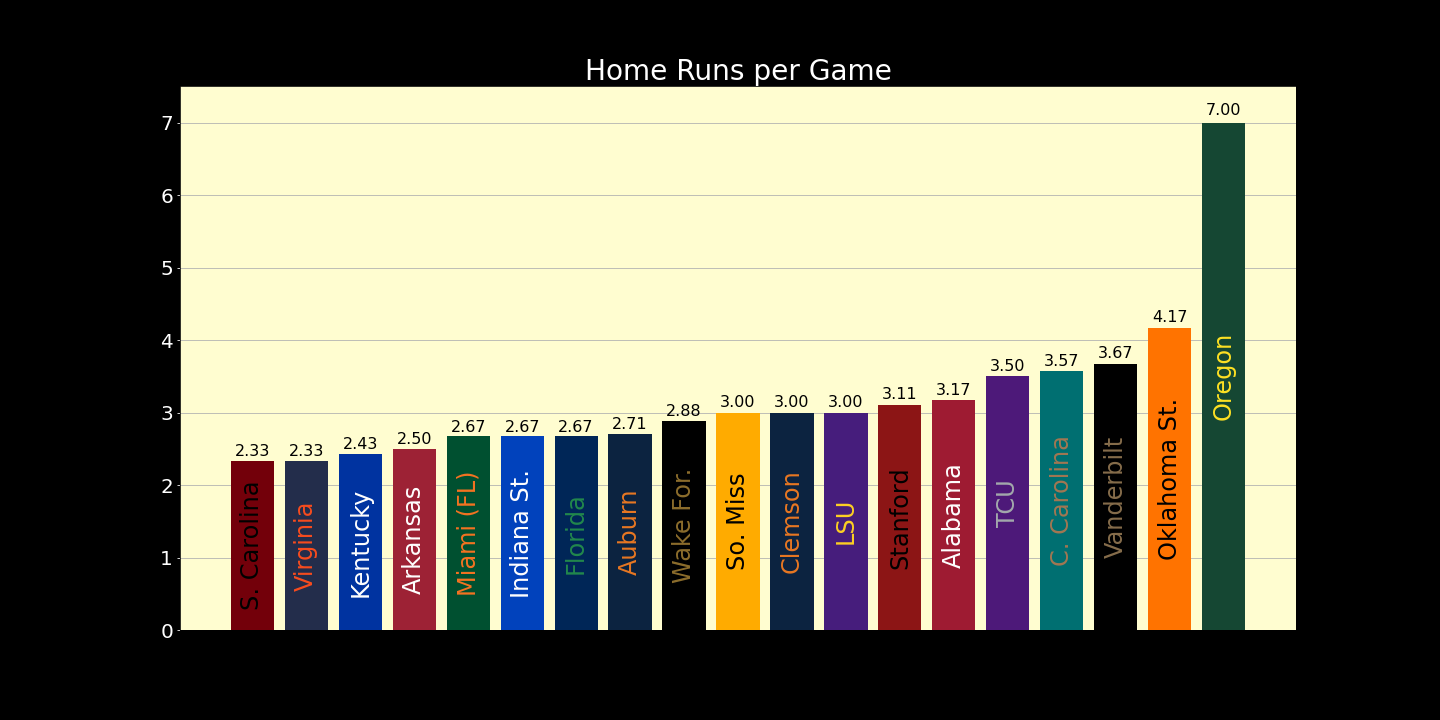 Home Runs per Game
7
6
5
4
3
2
1
0
2.33
2.33
2.43
2.50
2.67
2.67
2.67
2.71
2.88
3.00
3.00
3.00
3.11
3.17
3.50
3.57
3.67
4.17
7.00
S. Carolina
Virginia
Kentucky
Arkansas
Miami (FL)
Indiana St.
Florida
Auburn
Wake For.
So. Miss
Clemson
LSU
Stanford
Alabama
TCU
C. Carolina
Vanderbilt
Oklahoma St.
Oregon